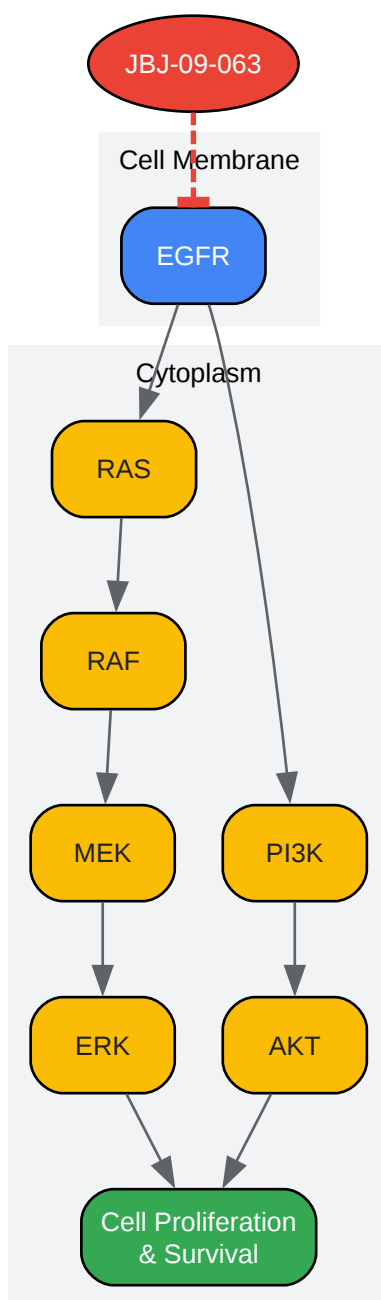 JBJ-09-063
Cell Membrane
EGFR
Cytoplasm
RAS
RAF
MEK
PI3K
ERK
AKT
Cell Proliferation
& Survival